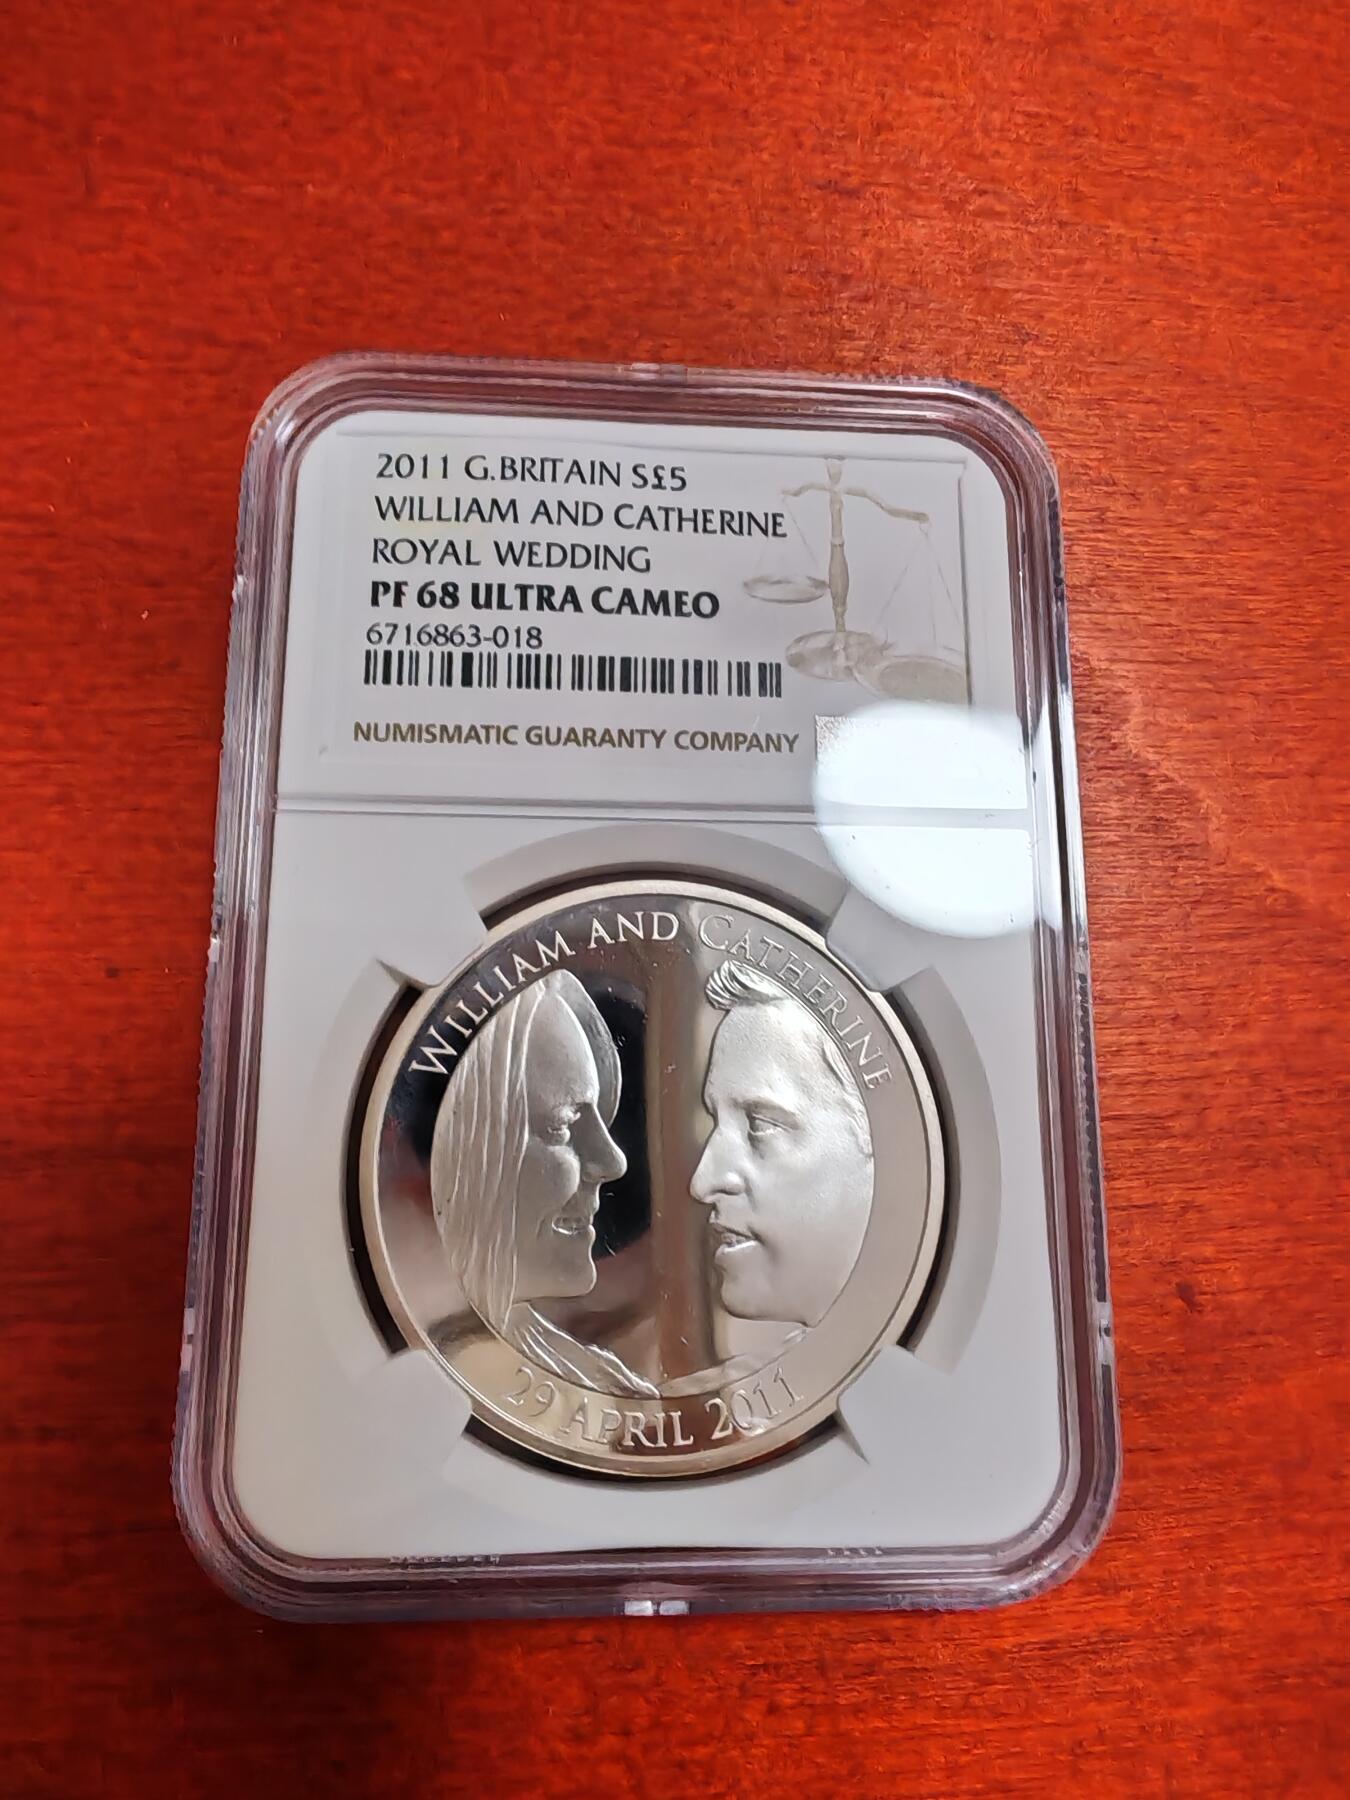 2011 G.BRITAIN S£5
WILLIAM AND CATHERINE
ROYAL WEDDING
PF 68 ULTRA CAMEO
6716863-018
NUMISMATIC GUARANTY COMPANY
WILLIAM AND CATHERINE
29 APRIL 2011